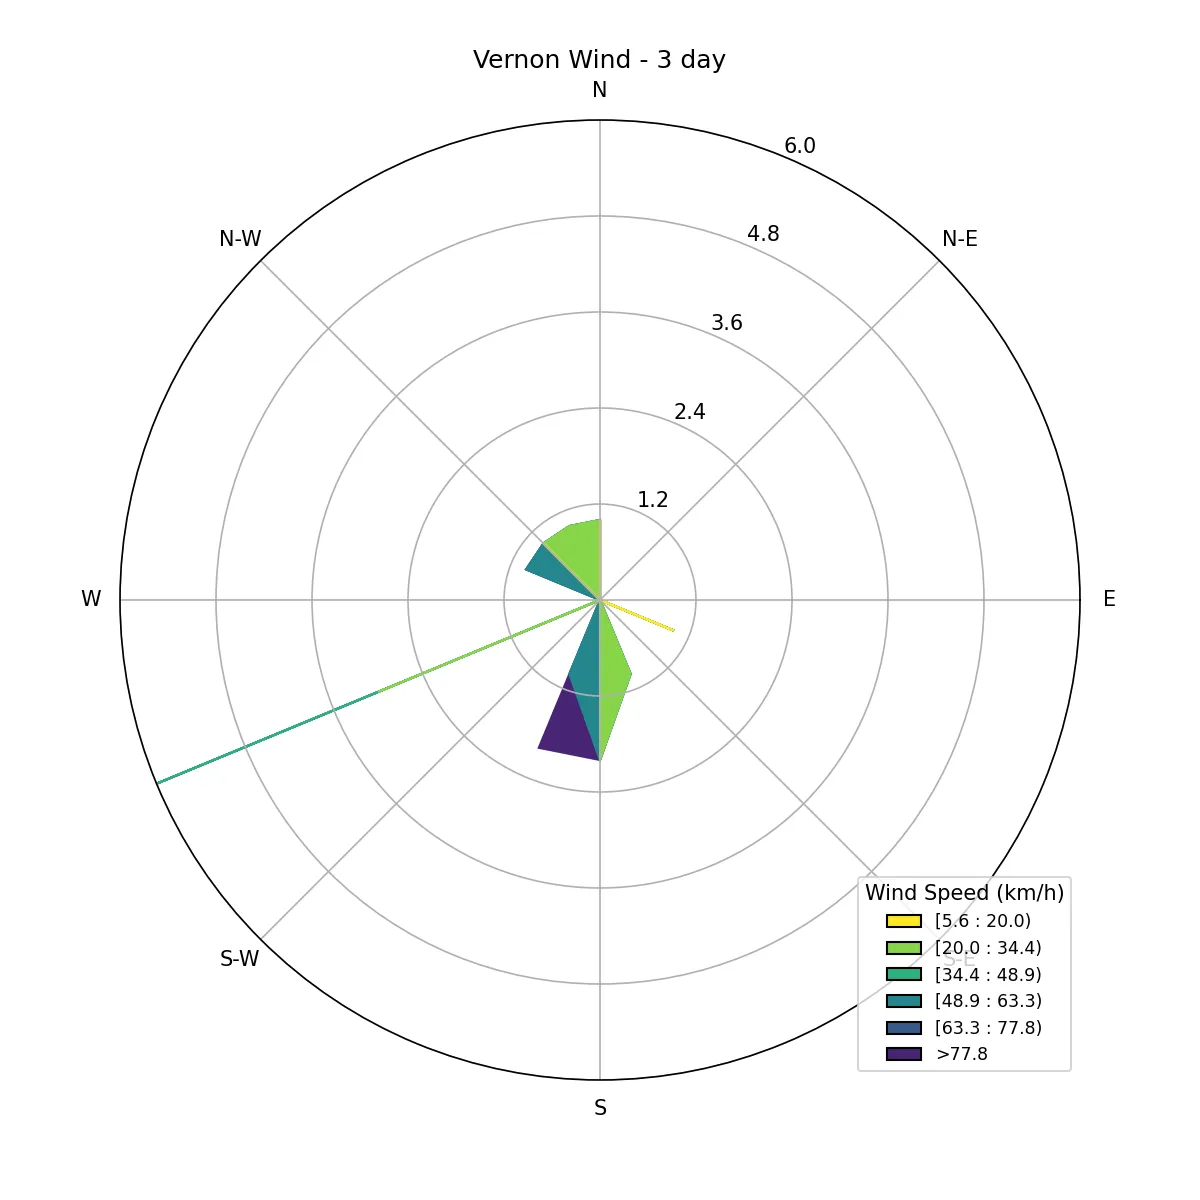 Vernon Wind - 3 day
N
6.0
N-W
4.8
N-E
3.6
2.4
1.2
W
E
Wind Speed (km/h)
[5.6 : 20.0)
[20.0 : 34.4)
S-W
S-E
[34.4 : 48.9)
[48.9 : 63.3)
[63.3 : 77.8)
>77.8
S